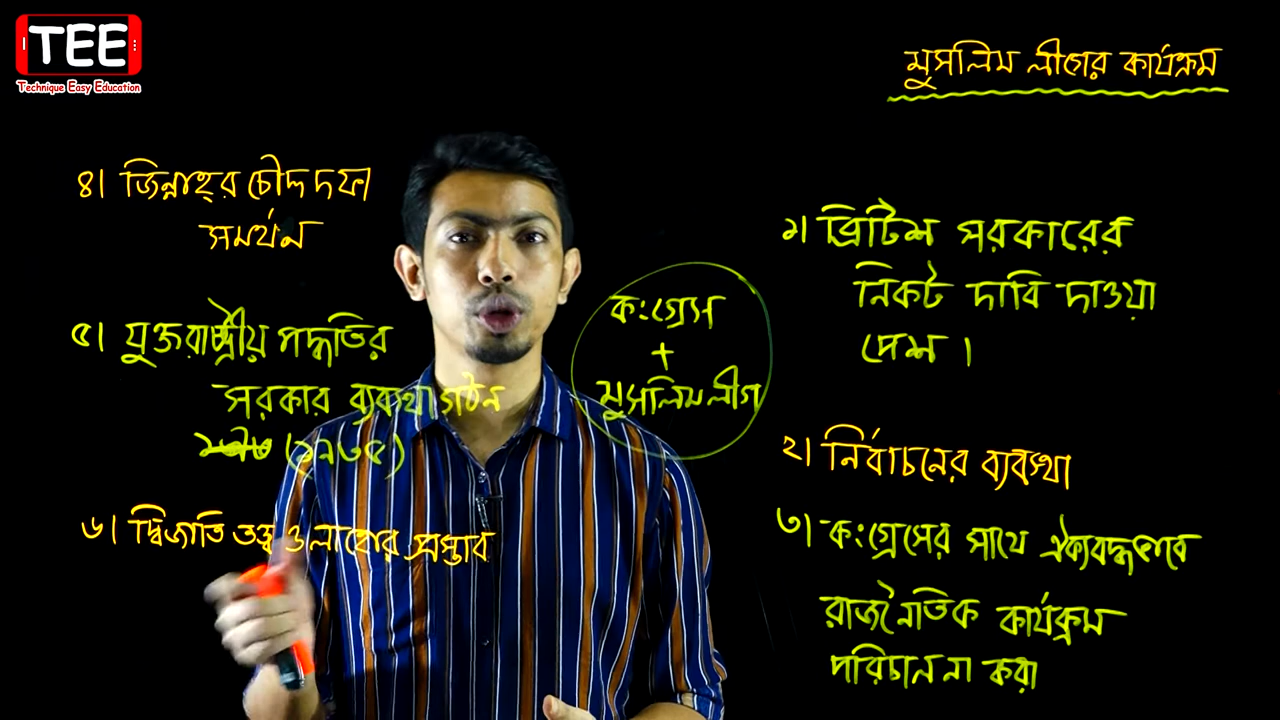 TEE
Technique Easy Education
মুসলিম লীগের কার্যক্রম
১। ব্রিটিশ সরকারের
নিকট দাবি দাওয়া
পেশ।
২। নির্বাচনের ব্যবস্থা
৩। কংগ্রেসের সাথে ঐক্যবদ্ধভাবে
রাজনৈতিক কার্যক্রম
পরিচালনা করা
৪। জিন্নাহ্‌র চৌদ্দ দফা
সমর্থন
৫। যুক্তরাষ্ট্রীয় পদ্ধতির
সরকার ব্যবস্থা গঠন
(১৯৩৫)
৬। দ্বিজাতি তত্ত্ব ও লাহোর প্রস্তাব
কংগ্রেস
+
মুসলিম লীগ